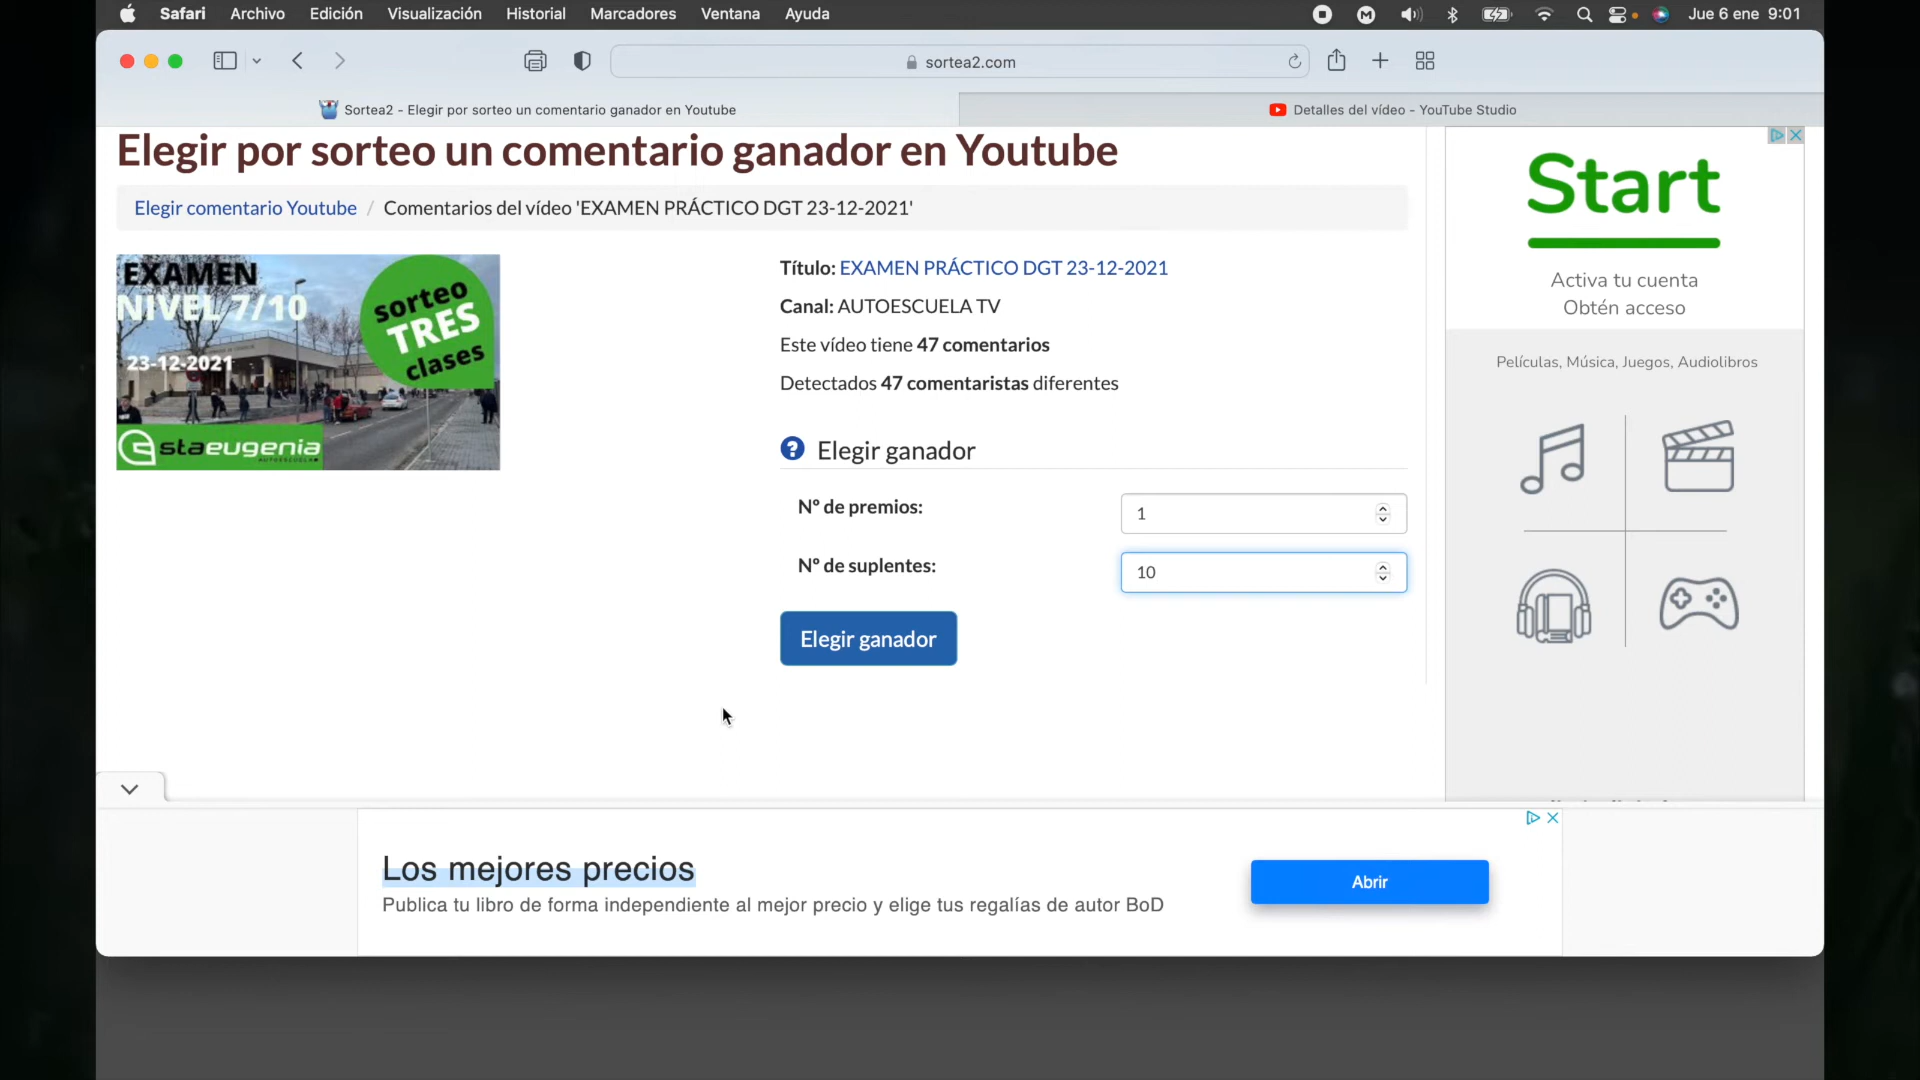 Safari Archivo Edición Visualización Historial Marcadores Ventana Ayuda Jue 6 ene 9:01
sortea2.com
Sortea2 - Elegir por sorteo un comentario ganador en Youtube
Detalles del vídeo - YouTube Studio
Elegir por sorteo un comentario ganador en Youtube
Elegir comentario Youtube / Comentarios del vídeo 'EXAMEN PRÁCTICO DGT 23-12-2021'
EXAMEN
NIVEL 7/10
23-12-2021
sorteo
TRES
clases
staeugenia
AUTOESCUELA
Título: EXAMEN PRÁCTICO DGT 23-12-2021
Canal: AUTOESCUELA TV
Este vídeo tiene 47 comentarios
Detectados 47 comentaristas diferentes
? Elegir ganador
Nº de premios: 1
Nº de suplentes: 10
Elegir ganador
Start
Activa tu cuenta
Obtén acceso
Películas, Música, Juegos, Audiolibros
Los mejores precios
Publica tu libro de forma independiente al mejor precio y elige tus regalías de autor BoD
Abrir